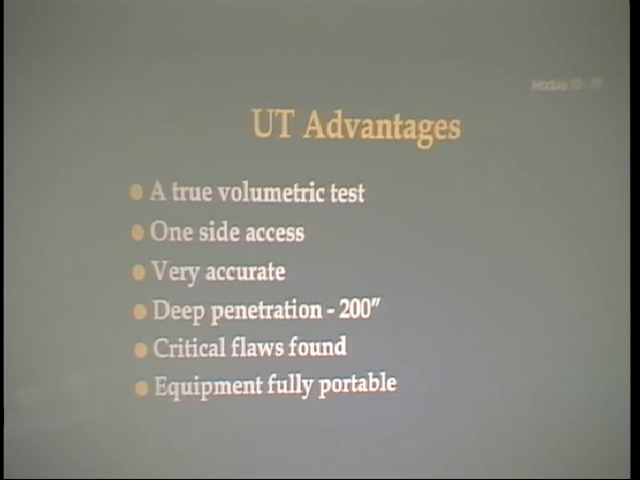 UT Advantages
A true volumetric test
One side access
Very accurate
Deep penetration - 200"
Critical flaws found
Equipment fully portable